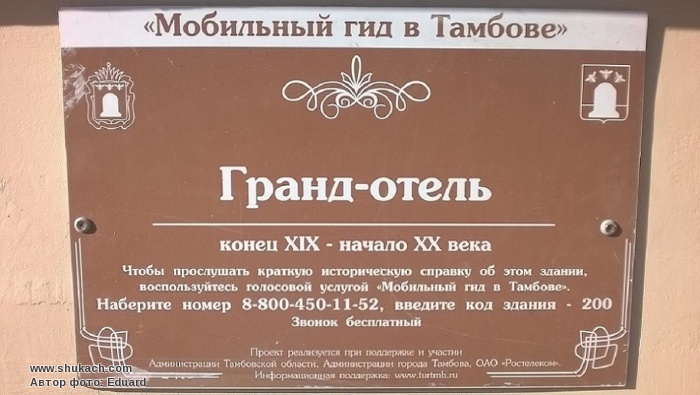 «Мобильный гид в Тамбове»
Гранд-отель
конец XIX - начало XX века
Чтобы прослушать краткую историческую справку об этом здании,
воспользуйтесь голосовой услугой «Мобильный гид в Тамбове».
Наберите номер 8-800-450-11-52, введите код здания - 200
Звонок бесплатный
Проект реализуется при поддержке и участии
Администрации Тамбовской области, Администрации города Тамбова, ОАО «Ростелеком».
Информационная поддержка: www.turtmb.ru
www.shukach.com
Автор фото: Eduard